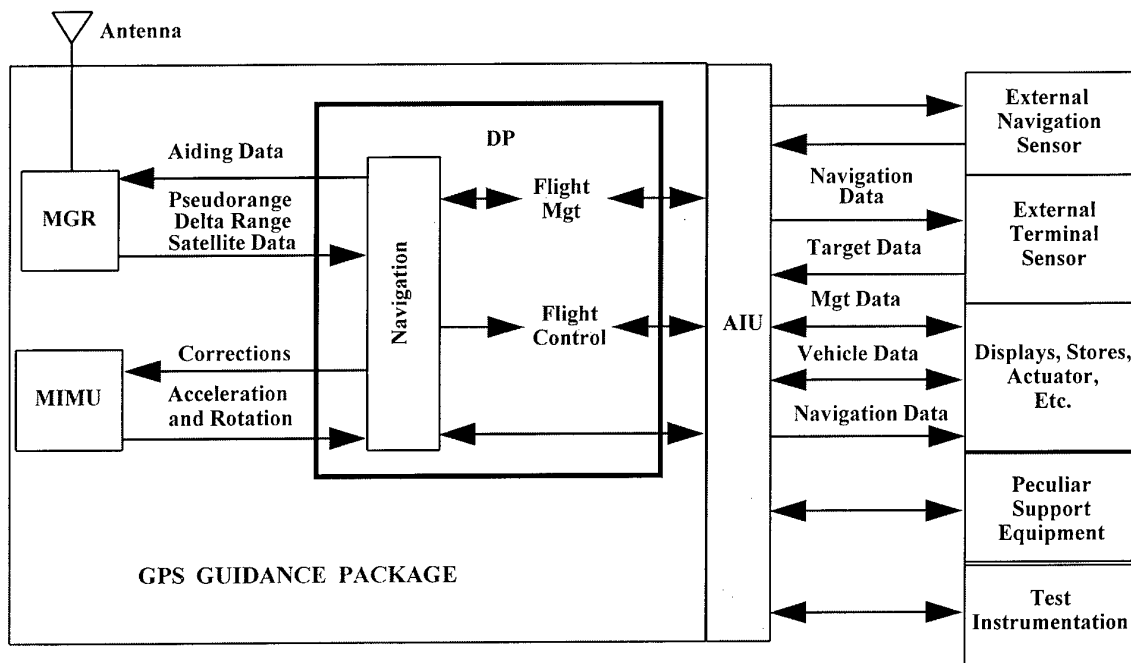 Antenna
DP
Aiding Data
MGR
Pseudorange
Delta Range
Satellite Data
Navigation
Flight
Mgt
Flight
Control
Corrections
MIMU
Acceleration
and Rotation
GPS GUIDANCE PACKAGE
AIU
Navigation
Data
Target Data
Mgt Data
Vehicle Data
Navigation Data
External
Navigation
Sensor
External
Terminal
Sensor
Displays, Stores,
Actuator,
Etc.
Peculiar
Support
Equipment
Test
Instrumentation